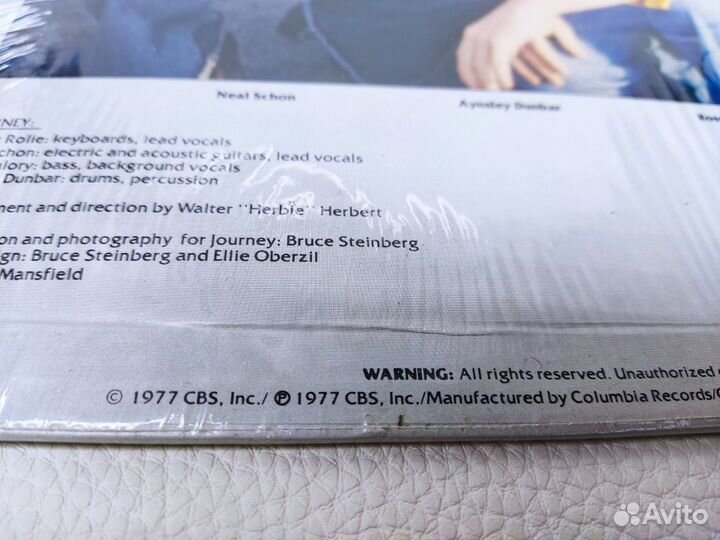 Neal Schon
Aynsley Dunbar
Ross
NEY:
Rolie: keyboards, lead vocals
chon: electric and acoustic guitars, lead vocals
alory: bass, background vocals
Dunbar: drums, percussion
ment and direction by Walter "Herbie" Herbert
on and photography for Journey: Bruce Steinberg
ign: Bruce Steinberg and Ellie Oberzil
Mansfield
WARNING: All rights reserved. Unauthorized
© 1977 CBS, Inc./ ℗ 1977 CBS, Inc./Manufactured by Columbia Records/
Avito